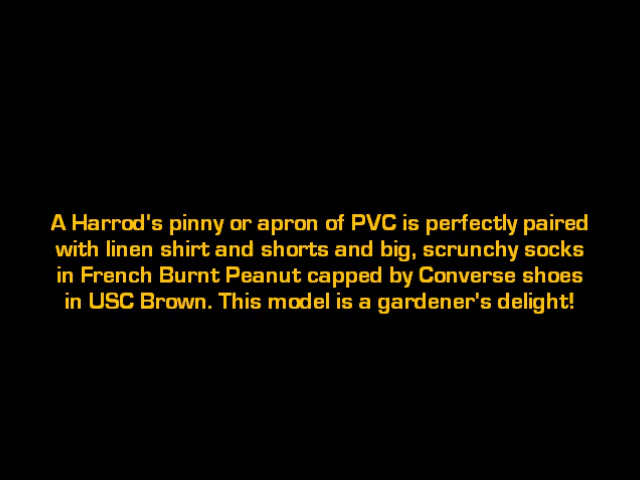 A Harrod's pinny or apron of PVC is perfectly paired
with linen shirt and shorts and big, scrunchy socks
in French Burnt Peanut capped by Converse shoes
in USC Brown. This model is a gardener's delight!